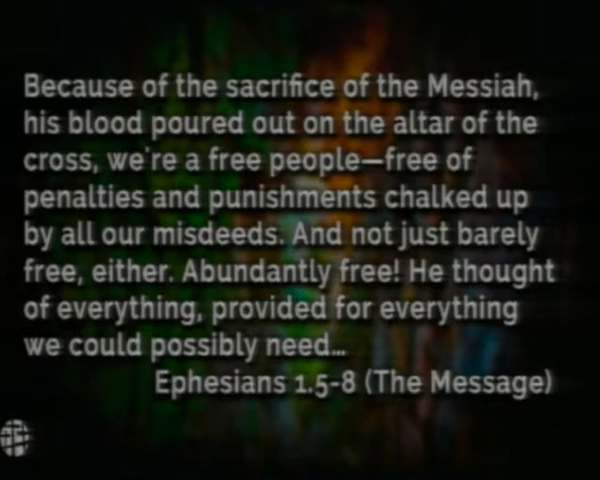 Because of the sacrifice of the Messiah,
his blood poured out on the altar of the
cross, we're a free people—free of
penalties and punishments chalked up
by all our misdeeds. And not just barely
free, either. Abundantly free! He thought
of everything, provided for everything
we could possibly need...
Ephesians 1.5-8 (The Message)